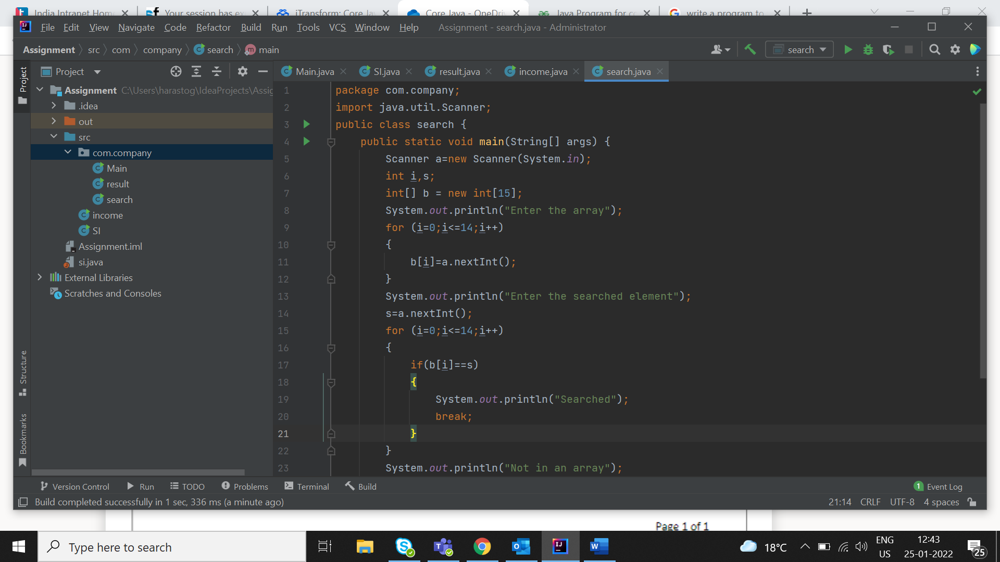 India Intranet Hom
Your session has ex
iTransform: Core Ja
Core Java - OneDri
Java Program for c
write a program to
File Edit View Navigate Code Refactor Build Run Tools VCS Window Help Assignment - search.java - Administrator
Assignment src com company search main
search
Project
Main.java SI.java result.java income.java search.java
Project
Assignment C:\Users\harastog\IdeaProjects\Assig
.idea
out
src
com.company
Main
result
search
income
SI
Assignment.iml
si.java
External Libraries
Scratches and Consoles
Structure
Bookmarks
1 package com.company;
2 import java.util.Scanner;
3 public class search {
4 public static void main(String[] args) {
5 Scanner a=new Scanner(System.in);
6 int i,s;
7 int[] b = new int[15];
8 System.out.println("Enter the array");
9 for (i=0;i<=14;i++)
10 {
11 b[i]=a.nextInt();
12 }
13 System.out.println("Enter the searched element");
14 s=a.nextInt();
15 for (i=0;i<=14;i++)
16 {
17 if(b[i]==s)
18 {
19 System.out.println("Searched");
20 break;
21 }
22 }
23 System.out.println("Not in an array");
Version Control Run TODO Problems Terminal Build 1 Event Log
Build completed successfully in 1 sec, 336 ms (a minute ago) 21:14 CRLF UTF-8 4 spaces
Page 1 of 1
Type here to search
18°C
ENG
US
12:43
25-01-2022
25